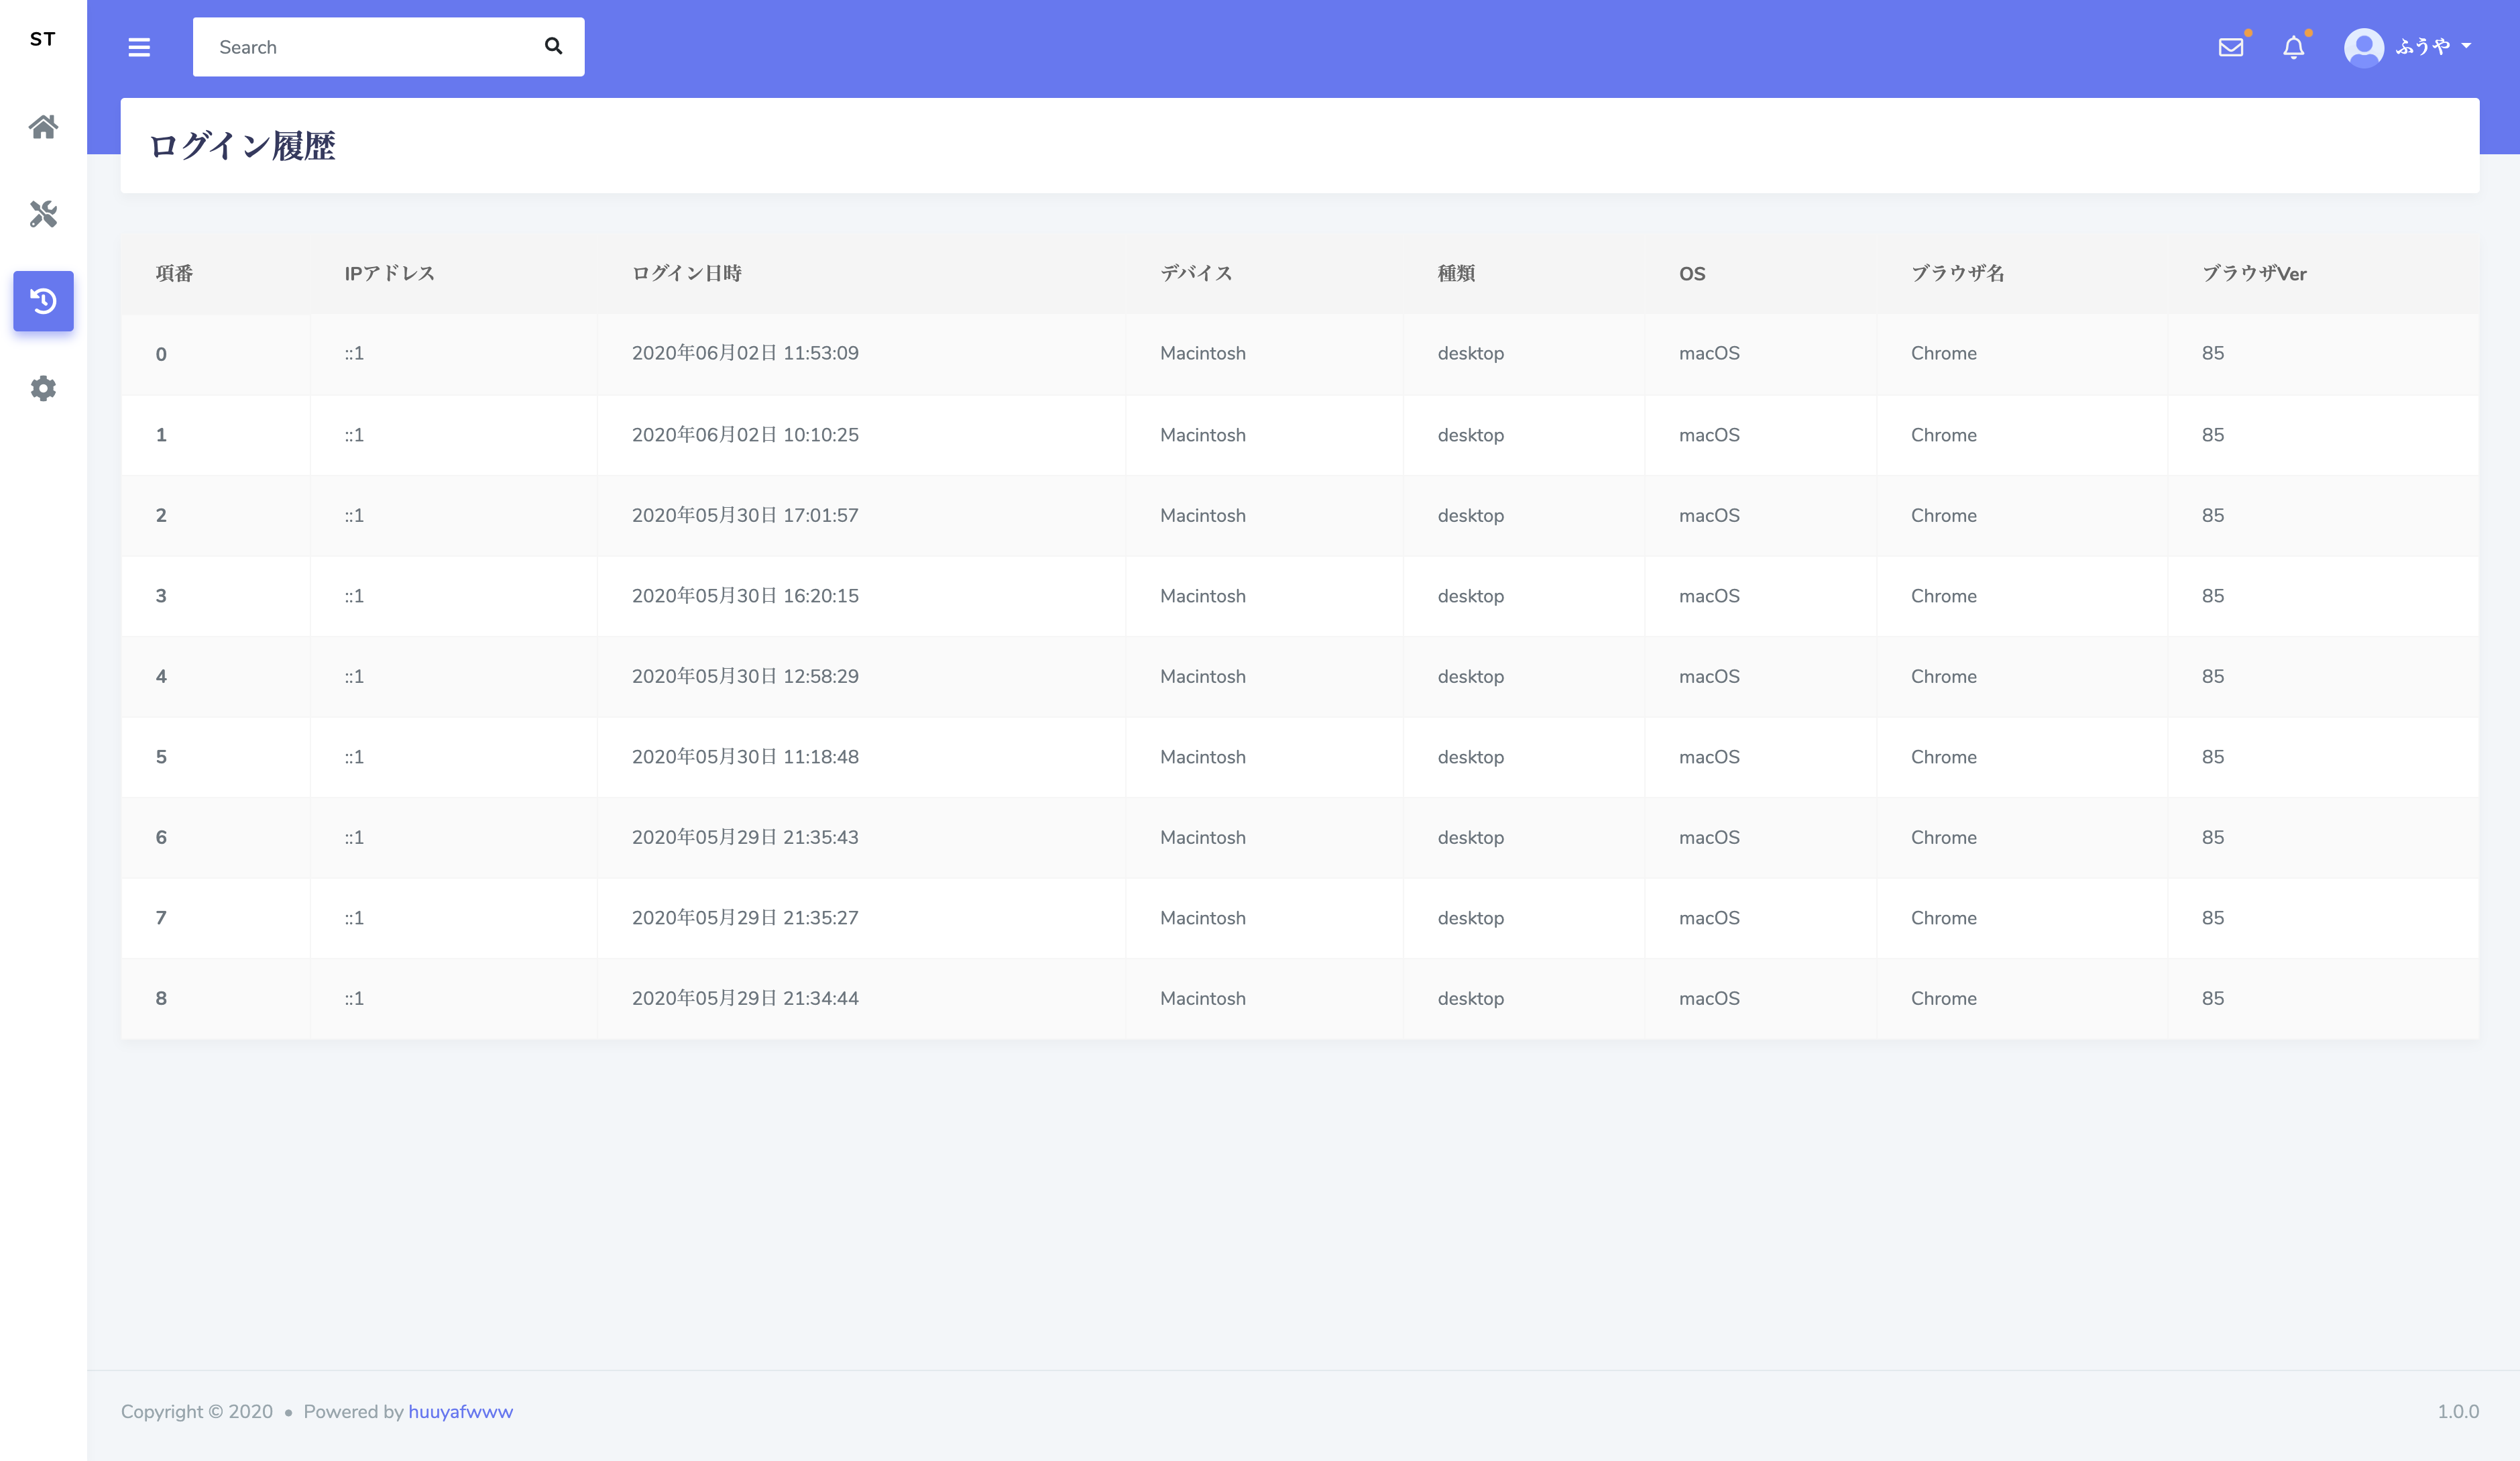 ST
Search
ふうや
ログイン履歴
項番 IPアドレス ログイン日時 デバイス 種類 OS ブラウザ名 ブラウザVer
0 ::1 2020年06月02日 11:53:09 Macintosh desktop macOS Chrome 85
1 ::1 2020年06月02日 10:10:25 Macintosh desktop macOS Chrome 85
2 ::1 2020年05月30日 17:01:57 Macintosh desktop macOS Chrome 85
3 ::1 2020年05月30日 16:20:15 Macintosh desktop macOS Chrome 85
4 ::1 2020年05月30日 12:58:29 Macintosh desktop macOS Chrome 85
5 ::1 2020年05月30日 11:18:48 Macintosh desktop macOS Chrome 85
6 ::1 2020年05月29日 21:35:43 Macintosh desktop macOS Chrome 85
7 ::1 2020年05月29日 21:35:27 Macintosh desktop macOS Chrome 85
8 ::1 2020年05月29日 21:34:44 Macintosh desktop macOS Chrome 85
Copyright © 2020 • Powered by huuyafwww 1.0.0